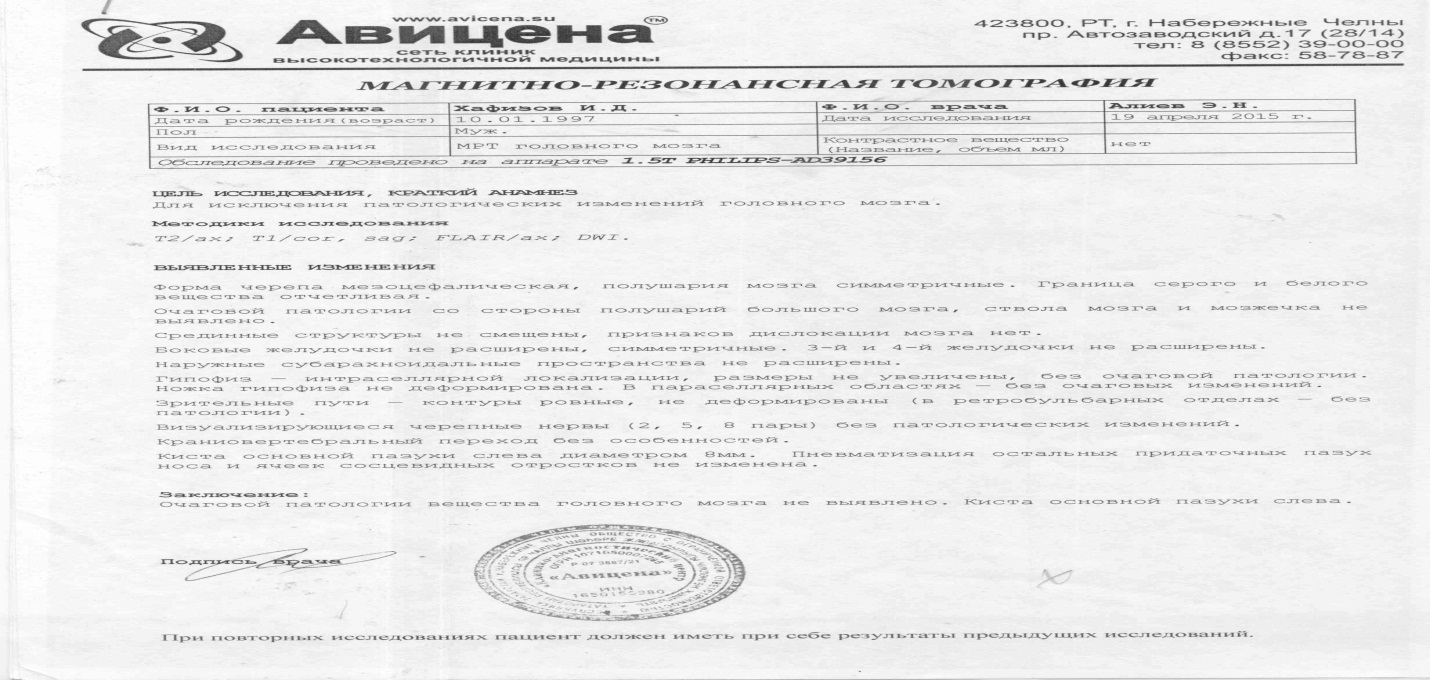 www.avicena.su
Авицена™
сеть клиник
высокотехнологичной медицины
423800, РТ, г. Набережные Челны
пр. Автозаводский д.17 (28/14)
тел: 8 (8552) 39-00-00
факс: 58-78-87
МАГНИТНО-РЕЗОНАНСНАЯ ТОМОГРАФИЯ
Ф.И.О. пациента Хафизов И.Д. Ф.И.О. врача Алиев Э.Н.
Дата рождения(возраст) 10.01.1997 Дата исследования 19 апреля 2015 г.
Пол Муж.
Вид исследования МРТ головного мозга Контрастное вещество (Название, объем мл) нет
Обследование проведено на аппарате 1.5T PHILIPS-AD39156
ЦЕЛЬ ИССЛЕДОВАНИЯ, КРАТКИЙ АНАМНЕЗ
Для исключения патологических изменений головного мозга.
Методики исследования
T2/ax; T1/cor, sag; FLAIR/ax; DWI.
ВЫЯВЛЕННЫЕ ИЗМЕНЕНИЯ
Форма черепа мезоцефалическая, полушария мозга симметричные. Граница серого и белого
вещества отчетливая.
Очаговой патологии со стороны полушарий большого мозга, ствола мозга и мозжечка не
выявлено.
Срединные структуры не смещены, признаков дислокации мозга нет.
Боковые желудочки не расширены, симметричные. 3-й и 4-й желудочки не расширены.
Наружные субарахноидальные пространства не расширены.
Гипофиз — интраселлярной локализации, размеры не увеличены, без очаговой патологии.
Ножка гипофиза не деформирована. В параселлярных областях — без очаговых изменений.
Зрительные пути — контуры ровные, не деформированы (в ретробульбарных отделах — без
патологии).
Визуализирующиеся черепные нервы (2, 5, 8 пары) без патологических изменений.
Краниовертебральный переход без особенностей.
Киста основной пазухи слева диаметром 8мм. Пневматизация остальных придаточных пазух
носа и ячеек сосцевидных отростков не изменена.
Заключение:
Очаговой патологии вещества головного мозга не выявлено. Киста основной пазухи слева.
Подпись врача
«Авицена»
ИНН
При повторных исследованиях пациент должен иметь при себе результаты предыдущих исследований.